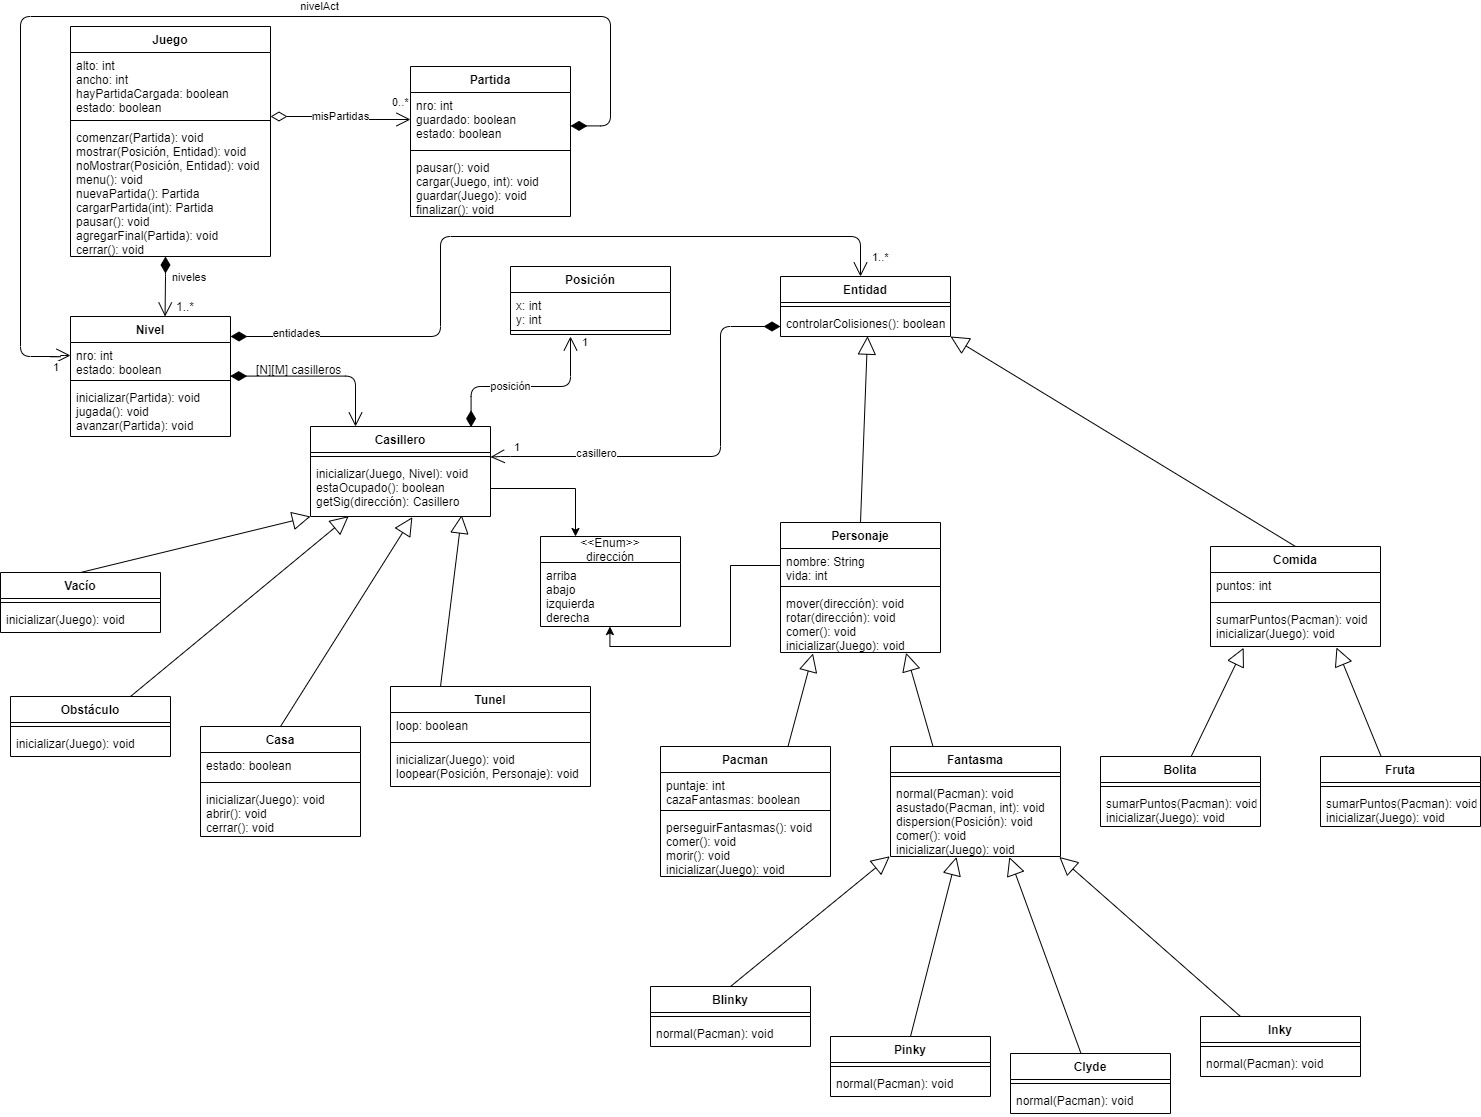 nivelAct
Juego
alto: int
ancho: int
hayPartidaCargada: boolean
estado: boolean
comenzar(Partida): void
mostrar(Posición, Entidad): void
noMostrar(Posición, Entidad): void
menu(): void
nuevaPartida(): Partida
cargarPartida(int): Partida
pausar(): void
agregarFinal(Partida): void
cerrar(): void
0..*
misPartidas
Partida
nro: int
guardado: boolean
estado: boolean
pausar(): void
cargar(Juego, int): void
guardar(Juego): void
finalizar(): void
niveles
1..*
1
Nivel
nro: int
estado: boolean
inicializar(Partida): void
jugada(): void
avanzar(Partida): void
entidades
1..*
[N][M] casilleros
Posición
x: int
y: int
1
posición
Entidad
controlarColisiones(): boolean
Casillero
inicializar(Juego, Nivel): void
estaOcupado(): boolean
getSig(dirección): Casillero
1
casillero
<<Enum>>
dirección
arriba
abajo
izquierda
derecha
Personaje
nombre: String
vida: int
mover(dirección): void
rotar(dirección): void
comer(): void
inicializar(Juego): void
Comida
puntos: int
sumarPuntos(Pacman): void
inicializar(Juego): void
Vacío
inicializar(Juego): void
Obstáculo
inicializar(Juego): void
Casa
estado: boolean
inicializar(Juego): void
abrir(): void
cerrar(): void
Tunel
loop: boolean
inicializar(Juego): void
loopear(Posición, Personaje): void
Pacman
puntaje: int
cazaFantasmas: boolean
perseguirFantasmas(): void
comer(): void
morir(): void
inicializar(Juego): void
Fantasma
normal(Pacman): void
asustado(Pacman, int): void
dispersion(Posición): void
comer(): void
inicializar(Juego): void
Bolita
sumarPuntos(Pacman): void
inicializar(Juego): void
Fruta
sumarPuntos(Pacman): void
inicializar(Juego): void
Blinky
normal(Pacman): void
Pinky
normal(Pacman): void
Clyde
normal(Pacman): void
Inky
normal(Pacman): void